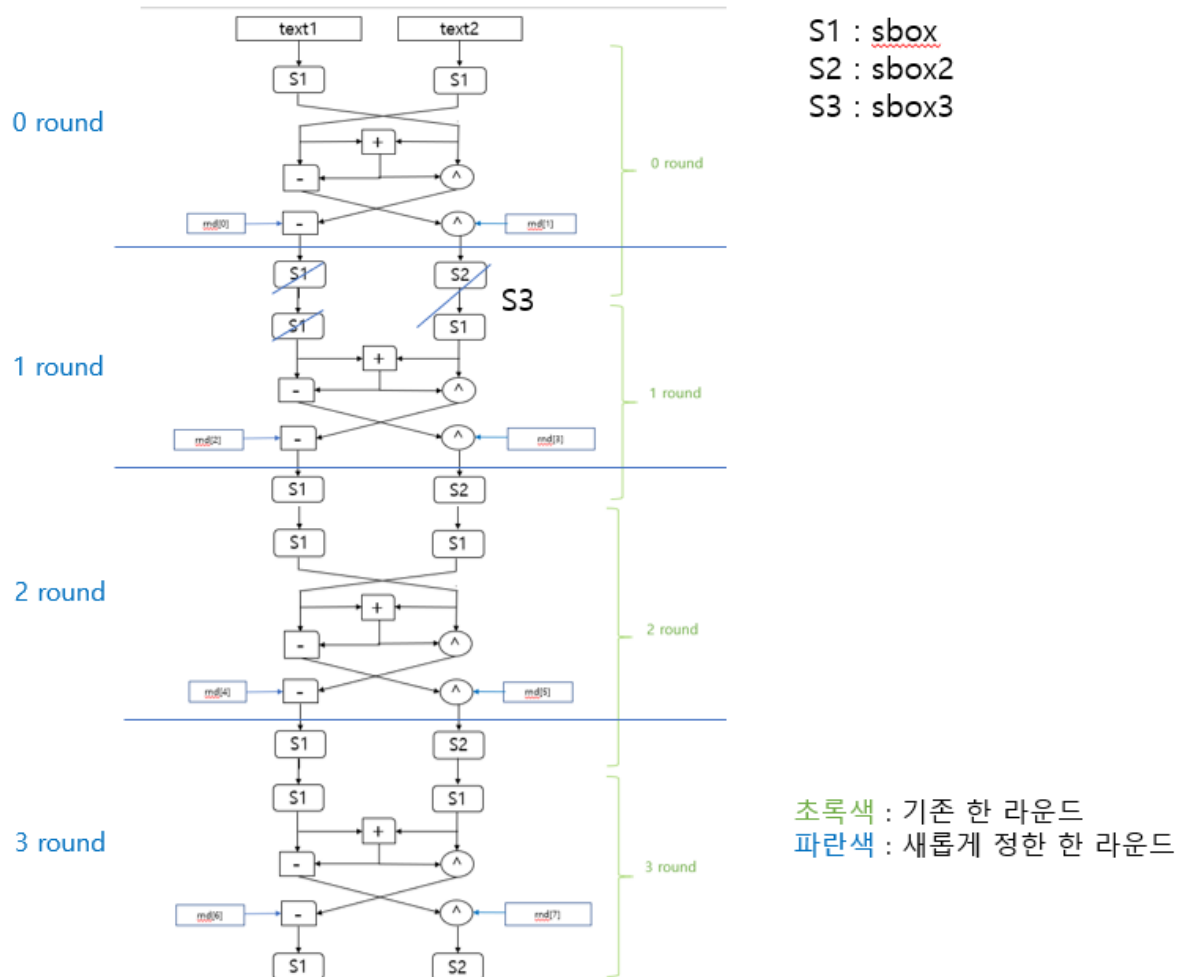 text1 text2
S1 : sbox
S2 : sbox2
S3 : sbox3
S1 S1
0 round
+
0 round
- ^
rnd[0] - ^ rnd[1]
S1 S2
S3
S1 S1
1 round
+
1 round
- ^
rnd[2] - ^ rnd[3]
S1 S2
S1 S1
2 round
+
2 round
- ^
rnd[4] - ^ rnd[5]
S1 S2
S1 S1
초록색 : 기존 한 라운드
파란색 : 새롭게 정한 한 라운드
3 round
+
3 round
- ^
rnd[6] - ^ rnd[7]
S1 S2